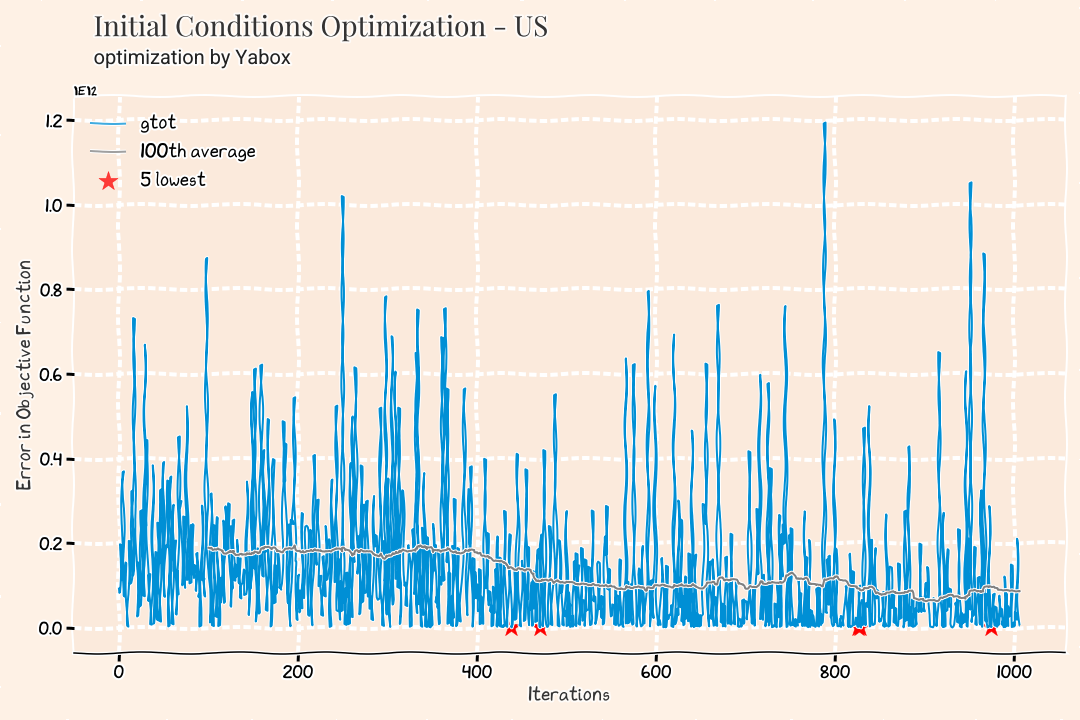 Initial Conditions Optimization - US
optimization by Yabox
1E12
gtot
100th average
5 lowest
1.2
1.0
0.8
0.6
0.4
0.2
0.0
Error in Objective Function
0 200 400 600 800 1000
Iterations